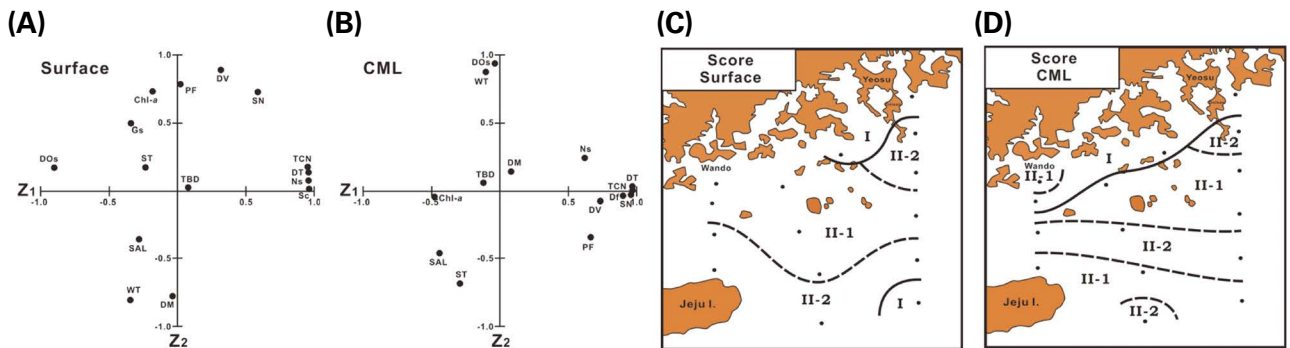 (A)
Surface
1.0
DV
PF
Chl-a
SN
Gs
0.5
DOs
ST
TCN
DT
TBD
Ns
Sc
Z1
-1.0
-0.5
0.5
1.0
SAL
-0.5
WT
DM
-1.0
Z2
(B)
CML
1.0
DOs
WT
0.5
Ns
DM
TBD
DT
TCN
Z1
-1.0
-0.5
Chl-a
0.5
Df
SN
1.0
DV
PF
SAL
-0.5
ST
-1.0
Z2
(C)
Score
Surface
Yeosu
I
II-2
Wando
II-1
II-2
I
Jeju I.
(D)
Score
CML
Yeosu
I
II-2
Wando
II-1
II-1
II-2
II-1
II-2
Jeju I.